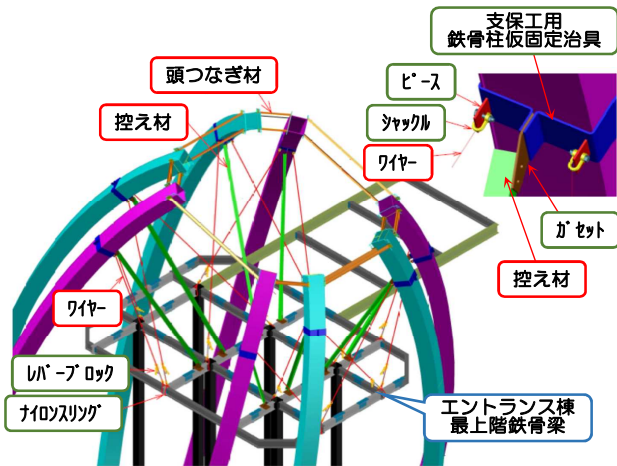 支保工用
鉄骨柱仮固定治具
頭つなぎ材
ﾋﾟｰｽ
控え材
ｼｬｯｸﾙ
ワイヤー
ｶﾞｾｯﾄ
控え材
ワイヤー
ﾚﾊﾞｰﾌﾞﾛｯｸ
ﾅｲﾛﾝｽﾘﾝｸﾞ
エントランス棟
最上階鉄骨梁